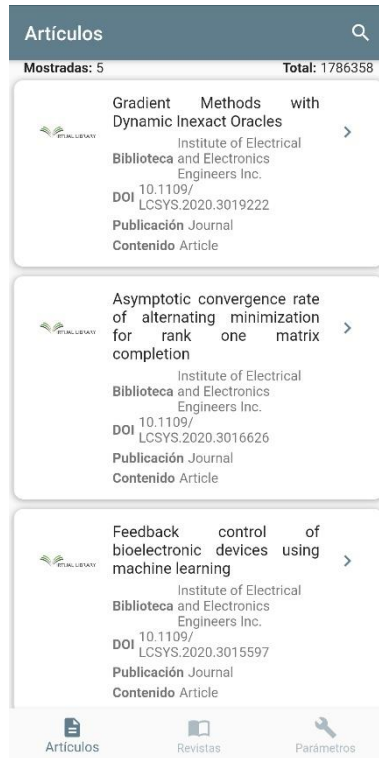 Artículos
Mostradas: 5 Total: 1786358
Gradient Methods with
Dynamic Inexact Oracles
Institute of Electrical
Biblioteca and Electronics
Engineers Inc.
DOI 10.1109/
LCSYS.2020.3019222
Publicación Journal
Contenido Article
Asymptotic convergence rate
of alternating minimization
for rank one matrix
completion
Institute of Electrical
Biblioteca and Electronics
Engineers Inc.
DOI 10.1109/
LCSYS.2020.3016626
Publicación Journal
Contenido Article
Feedback control of
bioelectronic devices using
machine learning
Institute of Electrical
Biblioteca and Electronics
Engineers Inc.
DOI 10.1109/
LCSYS.2020.3015597
Publicación Journal
Contenido Article
Artículos Revistas Parámetros